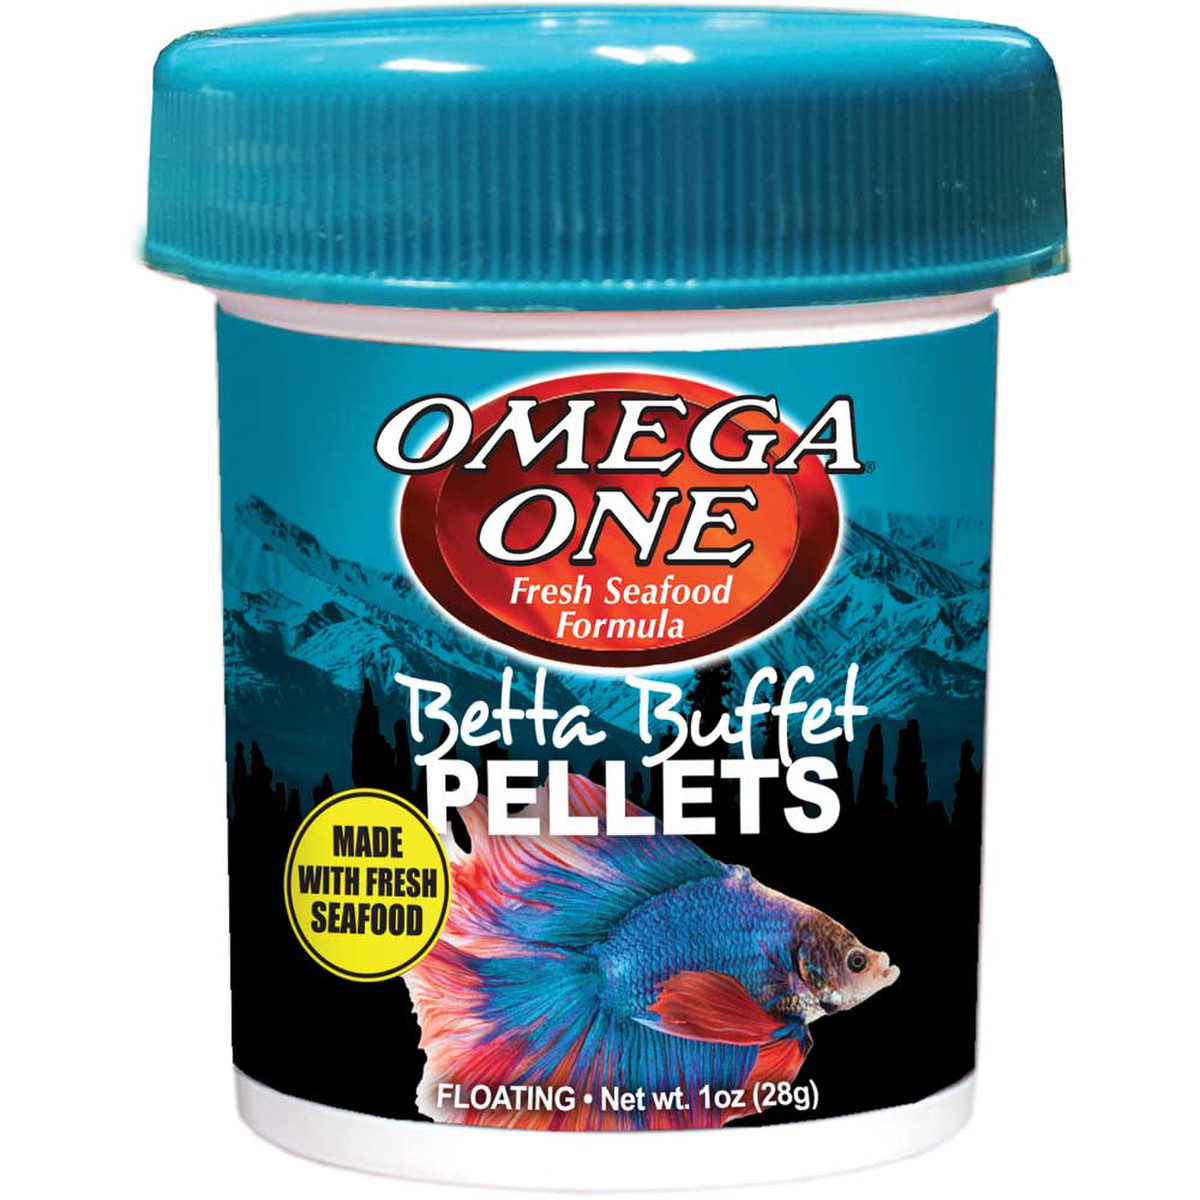 OMEGA
ONE®
Fresh Seafood
Formula
Betta Buffet
PELLETS
MADE
WITH FRESH
SEAFOOD
FLOATING • Net wt. 1oz (28g)